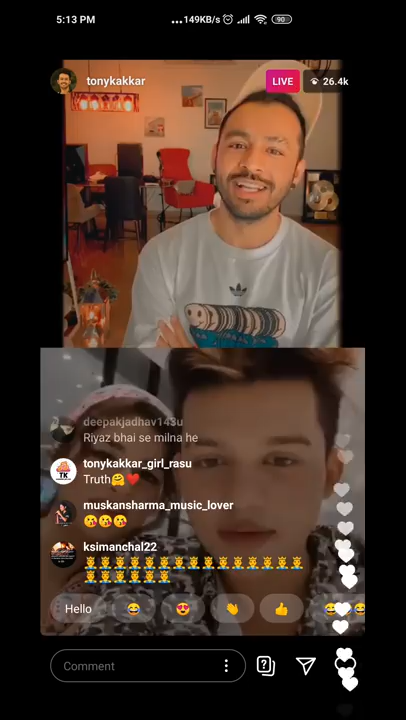 5:13 PM
...149KB/s
90
tonykakkar
LIVE
26.4k
deepakjadhav143u
Riyaz bhai se milna he
tonykakkar_girl_rasu
TK
Truth🤗❤️
muskansharma_music_lover
😘😘😘
ksimanchal22
Hello
Comment